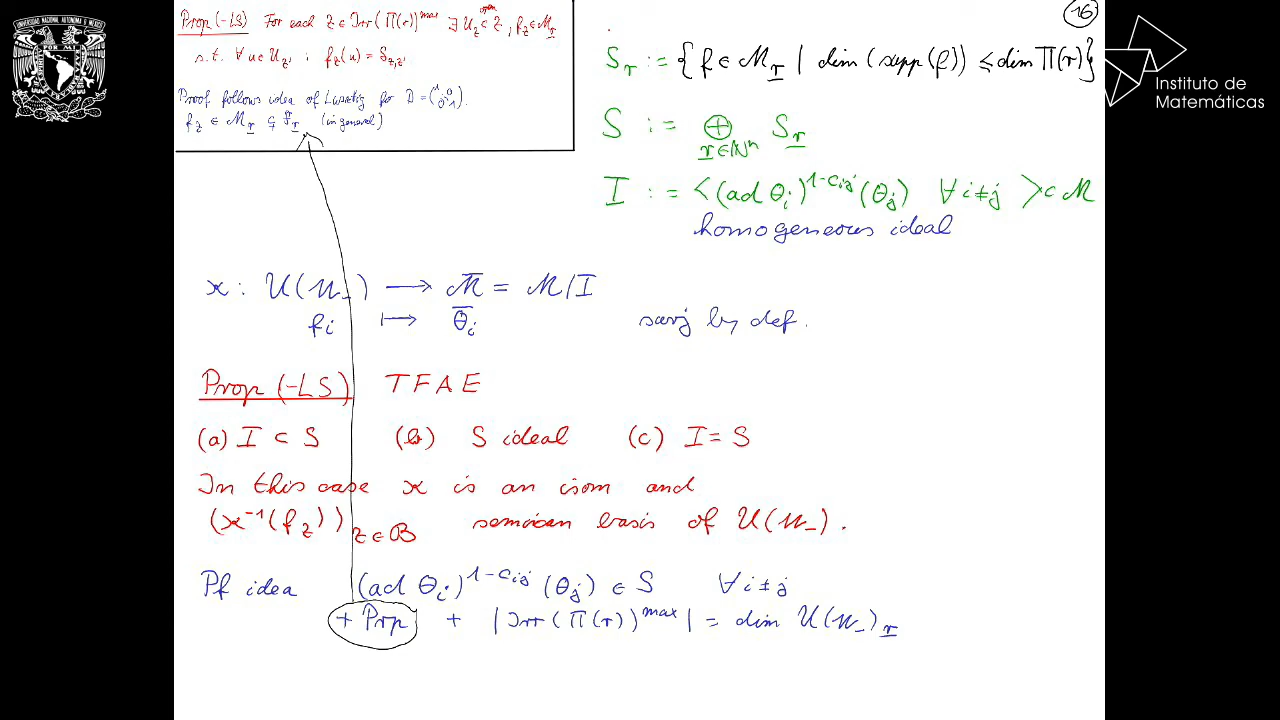 Prop (-LS) For each Z ∈ Irr(Π(r))^max ∃ U_Z ⊂^open Z, f_Z ∈ M_r
s.t. ∀ u ∈ U_Z' : f_Z(u) = δ_{Z,Z'}
Proof follows idea of Lusztig for D = (1 0 0 1).
f_Z ∈ M_r ⊊ F_r (in general)
16
S_r := {f ∈ M_r | dim(supp(f)) ≤ dim Π(r)}
S := ⊕_{r∈ℕ^n} S_r
I := <(ad θ_i)^{1-c_ij}(θ_j) ∀ i≠j> ⊂ M
homogeneous ideal
ϰ: U(n_-) → M̄ = M/I
f_i ↦ θ̄_i surj by def.
Prop (-LS) TFAE
(a) I ⊂ S (b) S ideal (c) I = S
In this case ϰ is an isom and
(ϰ^{-1}(f_Z))_{Z∈B} semican basis of U(n_-).
Pf idea (ad θ_i)^{1-c_ij}(θ_j) ∈ S ∀ i≠j
+ Prp + |Irr(Π(r))^max| = dim U(n_-)_r
Instituto de
Matemáticas